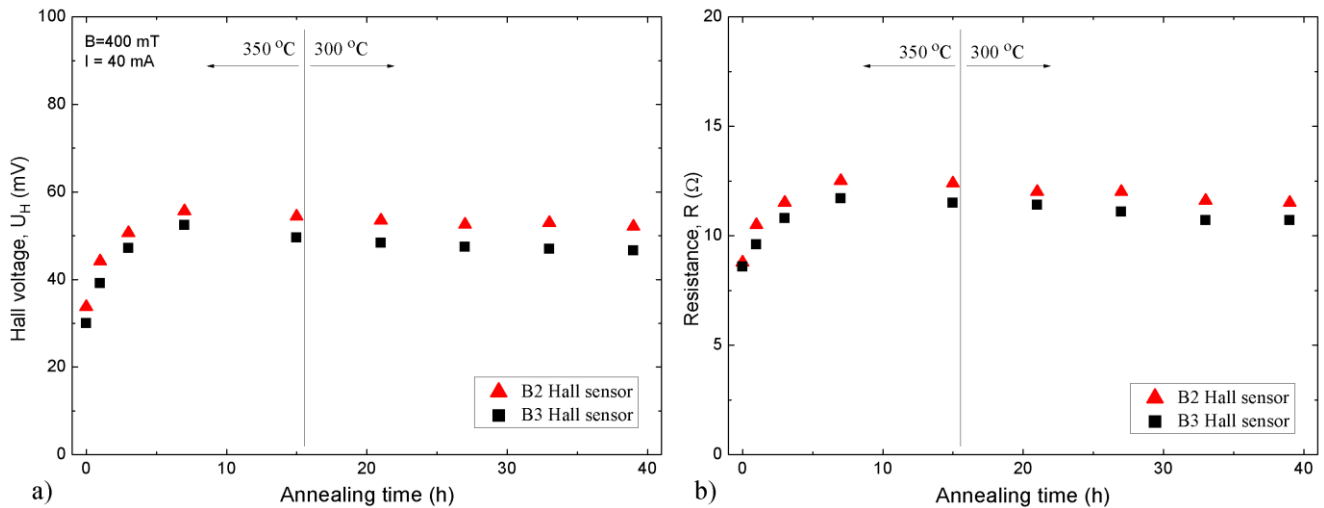 100
80
60
40
20
0
Hall voltage, U_H (mV)
B=400 mT
I = 40 mA
350 °C
300 °C
B2 Hall sensor
B3 Hall sensor
0 10 20 30 40
Annealing time (h)
a)
20
15
10
5
0
Resistance, R (Ω)
350 °C
300 °C
B2 Hall sensor
B3 Hall sensor
0 10 20 30 40
Annealing time (h)
b)